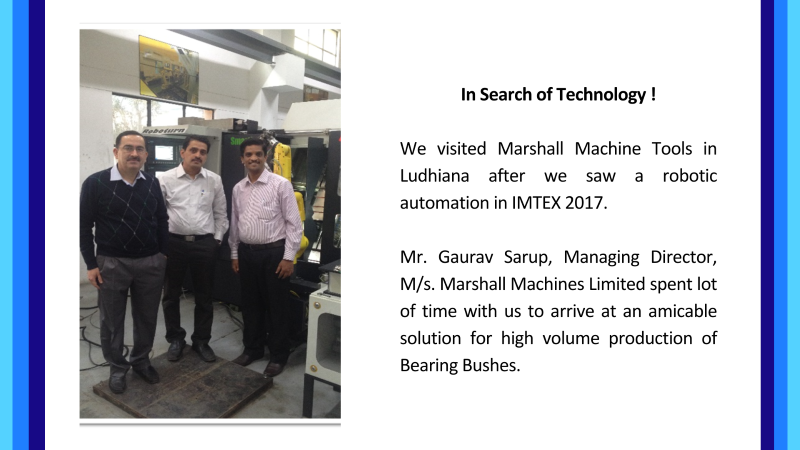 Roboturn
In Search of Technology !
We visited Marshall Machine Tools in
Ludhiana after we saw a robotic
automation in IMTEX 2017.
Mr. Gaurav Sarup, Managing Director,
M/s. Marshall Machines Limited spent lot
of time with us to arrive at an amicable
solution for high volume production of
Bearing Bushes.